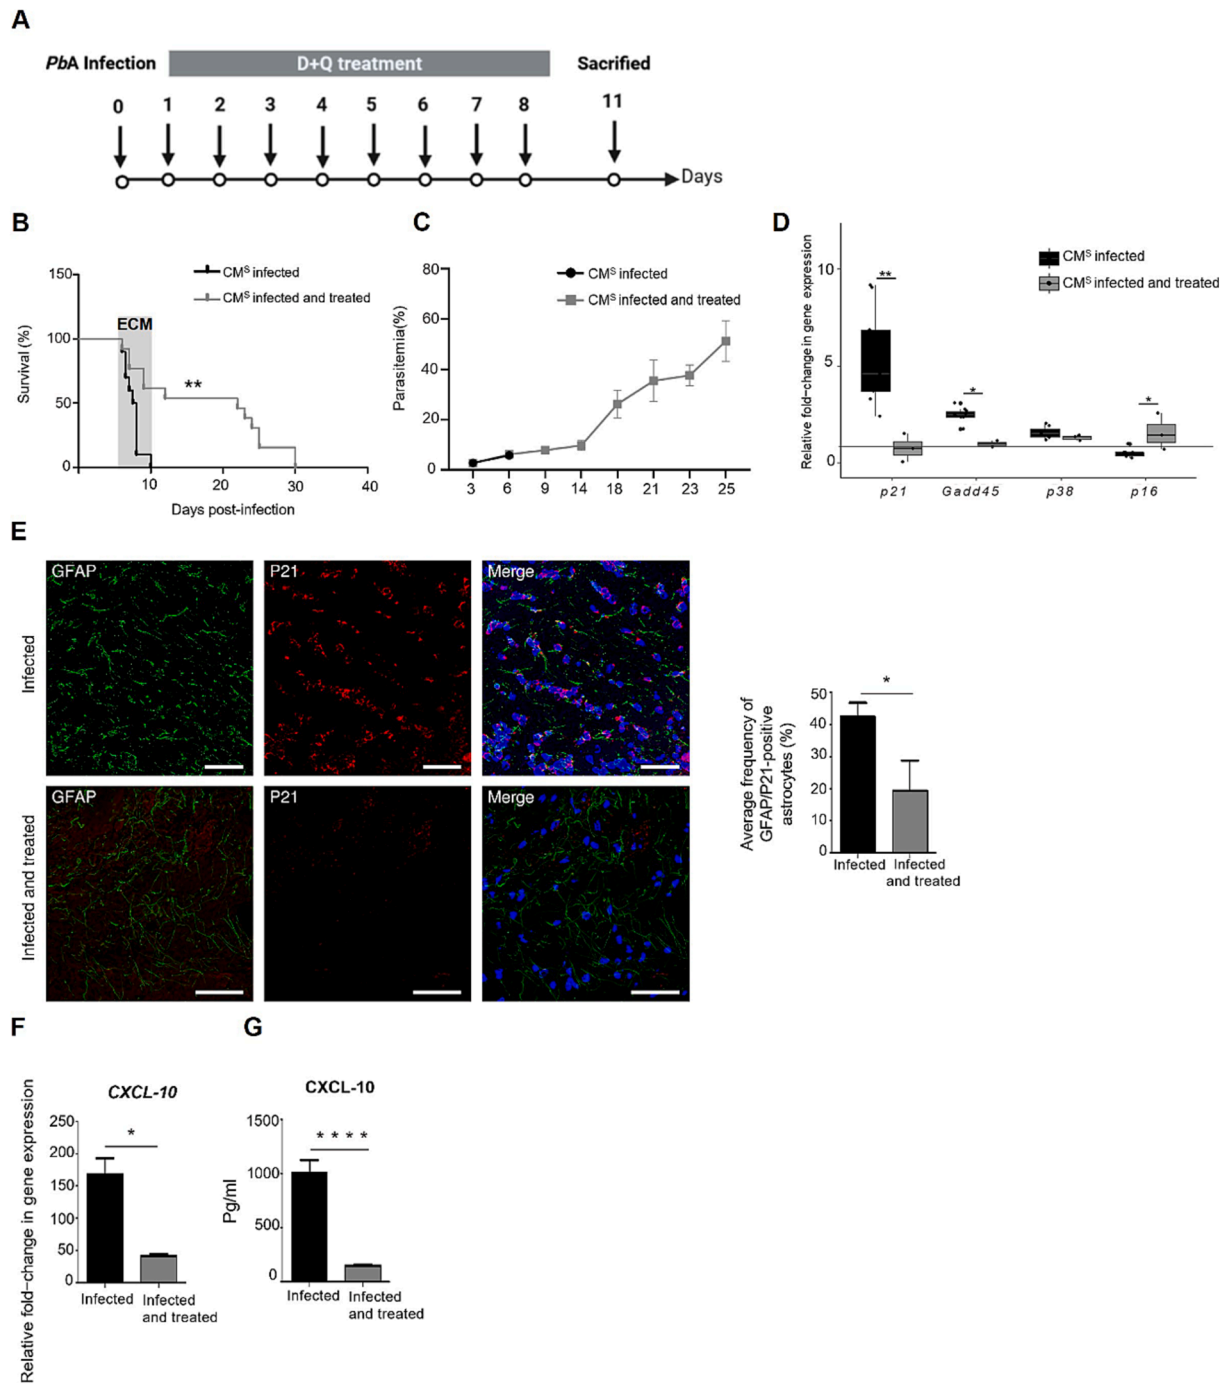 A
PbA Infection
D+Q treatment
Sacrificed
0 1 2 3 4 5 6 7 8 11
Days
B
Survival (%)
150
100
50
0
10 20 30 40
Days post-infection
ECM
**
CMS infected
CMS infected and treated
C
Parasitemia(%)
80
60
40
20
0
3 6 9 14 18 21 23 25
CMS infected
CMS infected and treated
D
Relative fold-change in gene expression
10
5
0
** * *
CMS infected
CMS infected and treated
p21 Gadd45 p38 p16
E
Infected
GFAP P21 Merge
Infected and treated
GFAP P21 Merge
Average frequency of
GFAP/P21-positive
astrocytes (%)
50
40
30
20
10
0
*
Infected Infected
and treated
F
Relative fold-change in gene expression
CXCL-10
250
200
150
100
50
0
*
Infected Infected
and treated
G
CXCL-10
Pg/ml
1500
1000
500
0
* * * *
Infected Infected
and treated